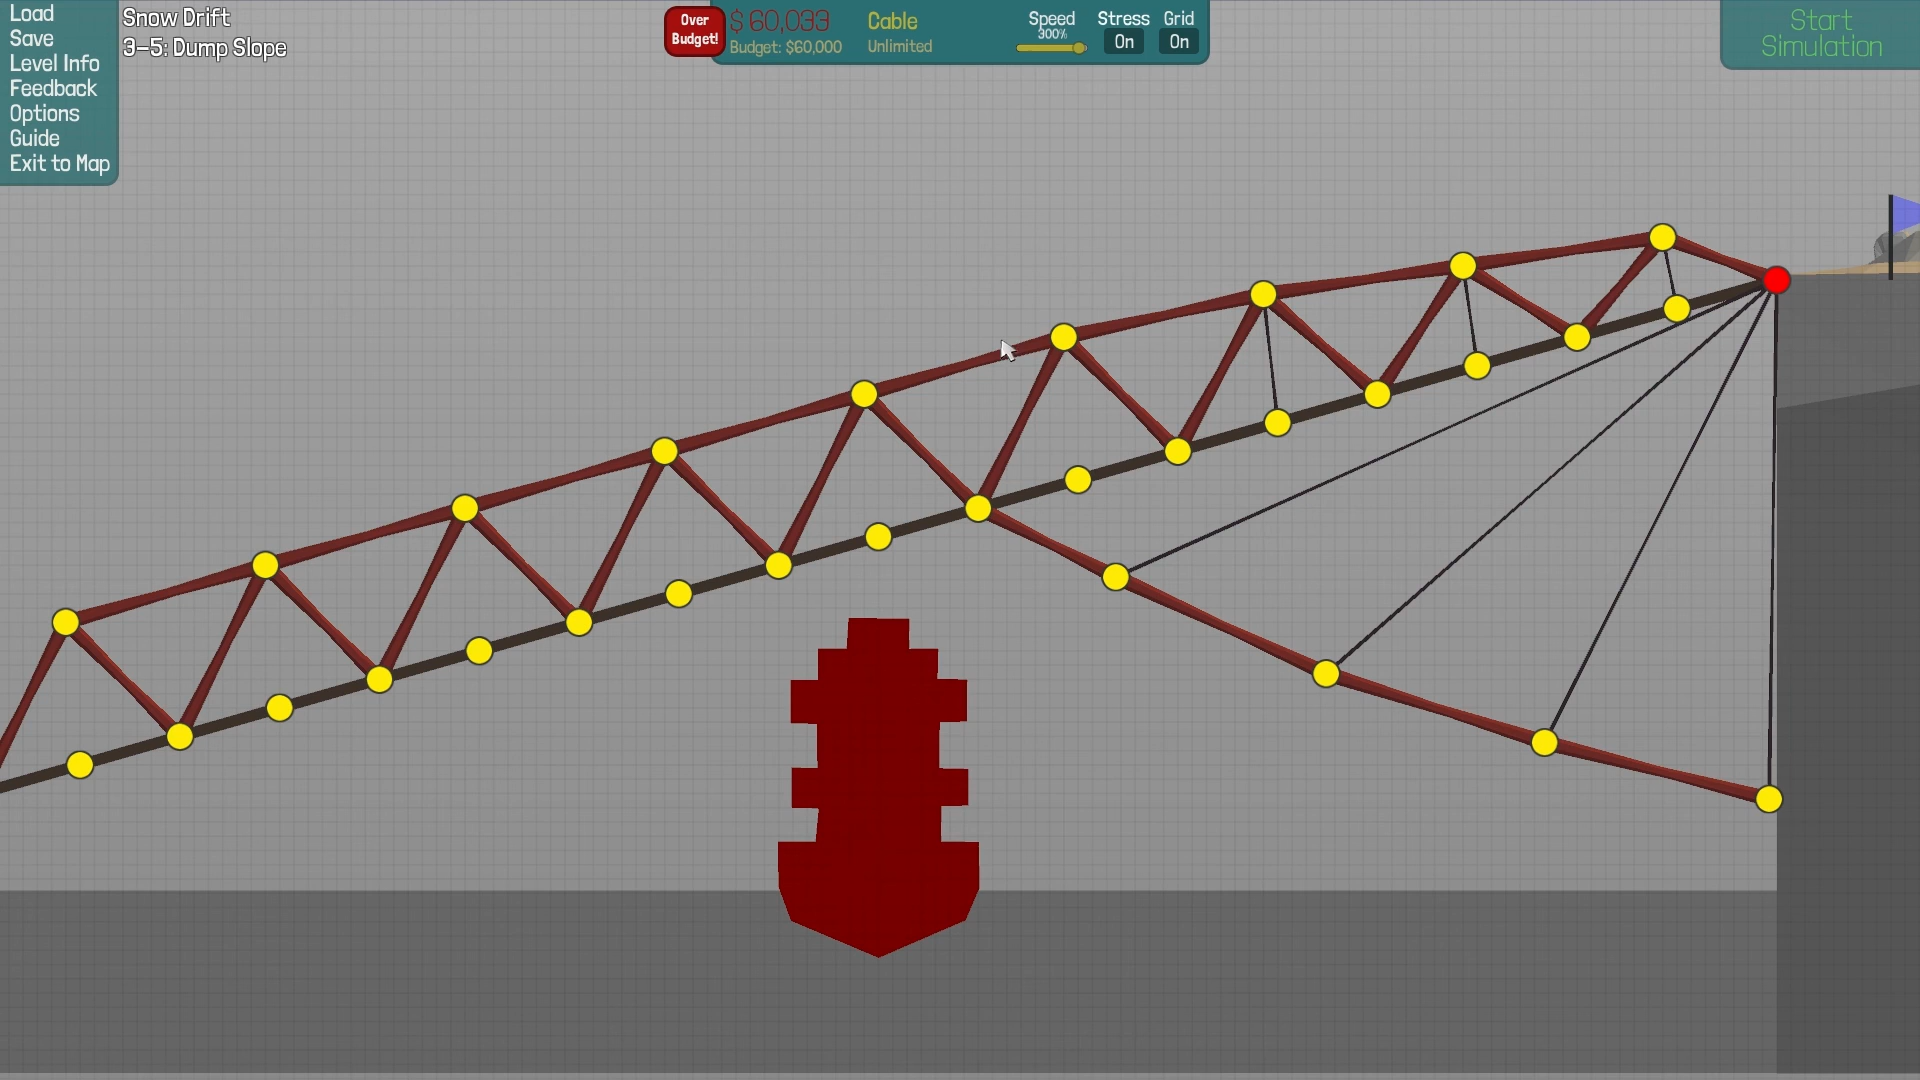 Load
Save
Level Info
Feedback
Options
Guide
Exit to Map
Snow Drift
3-5: Dump Slope
Over
Budget!
$ 60,033
Budget: $60,000
Cable
Unlimited
Speed
300%
Stress
On
Grid
On
Start
Simulation